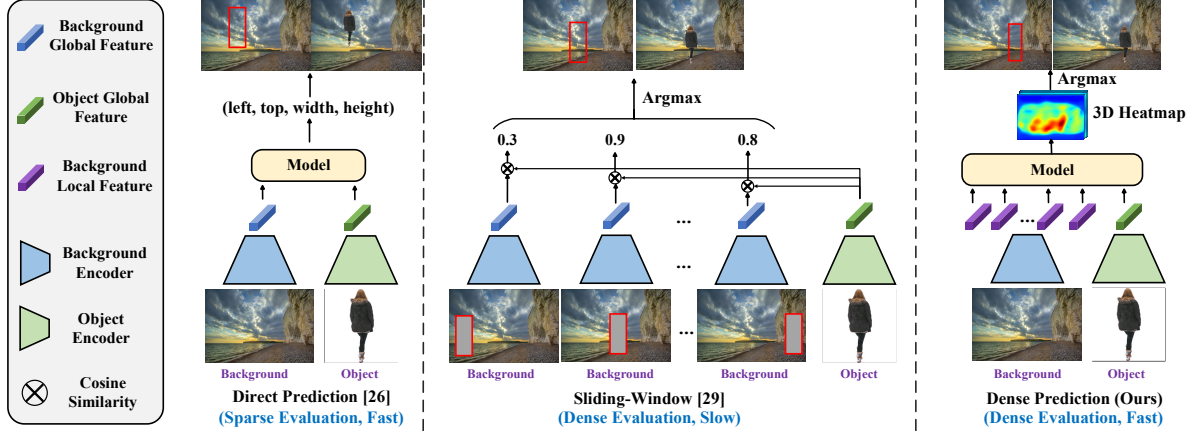 Background
Global Feature
Object Global
Feature
Background
Local Feature
Background
Encoder
Object
Encoder
Cosine
Similarity
(left, top, width, height)
Model
Background
Object
Direct Prediction [26]
(Sparse Evaluation, Fast)
Argmax
0.3
0.9
0.8
...
...
...
Background
Background
Background
Object
Sliding-Window [29]
(Dense Evaluation, Slow)
Argmax
3D Heatmap
Model
...
Background
Object
Dense Prediction (Ours)
(Dense Evaluation, Fast)